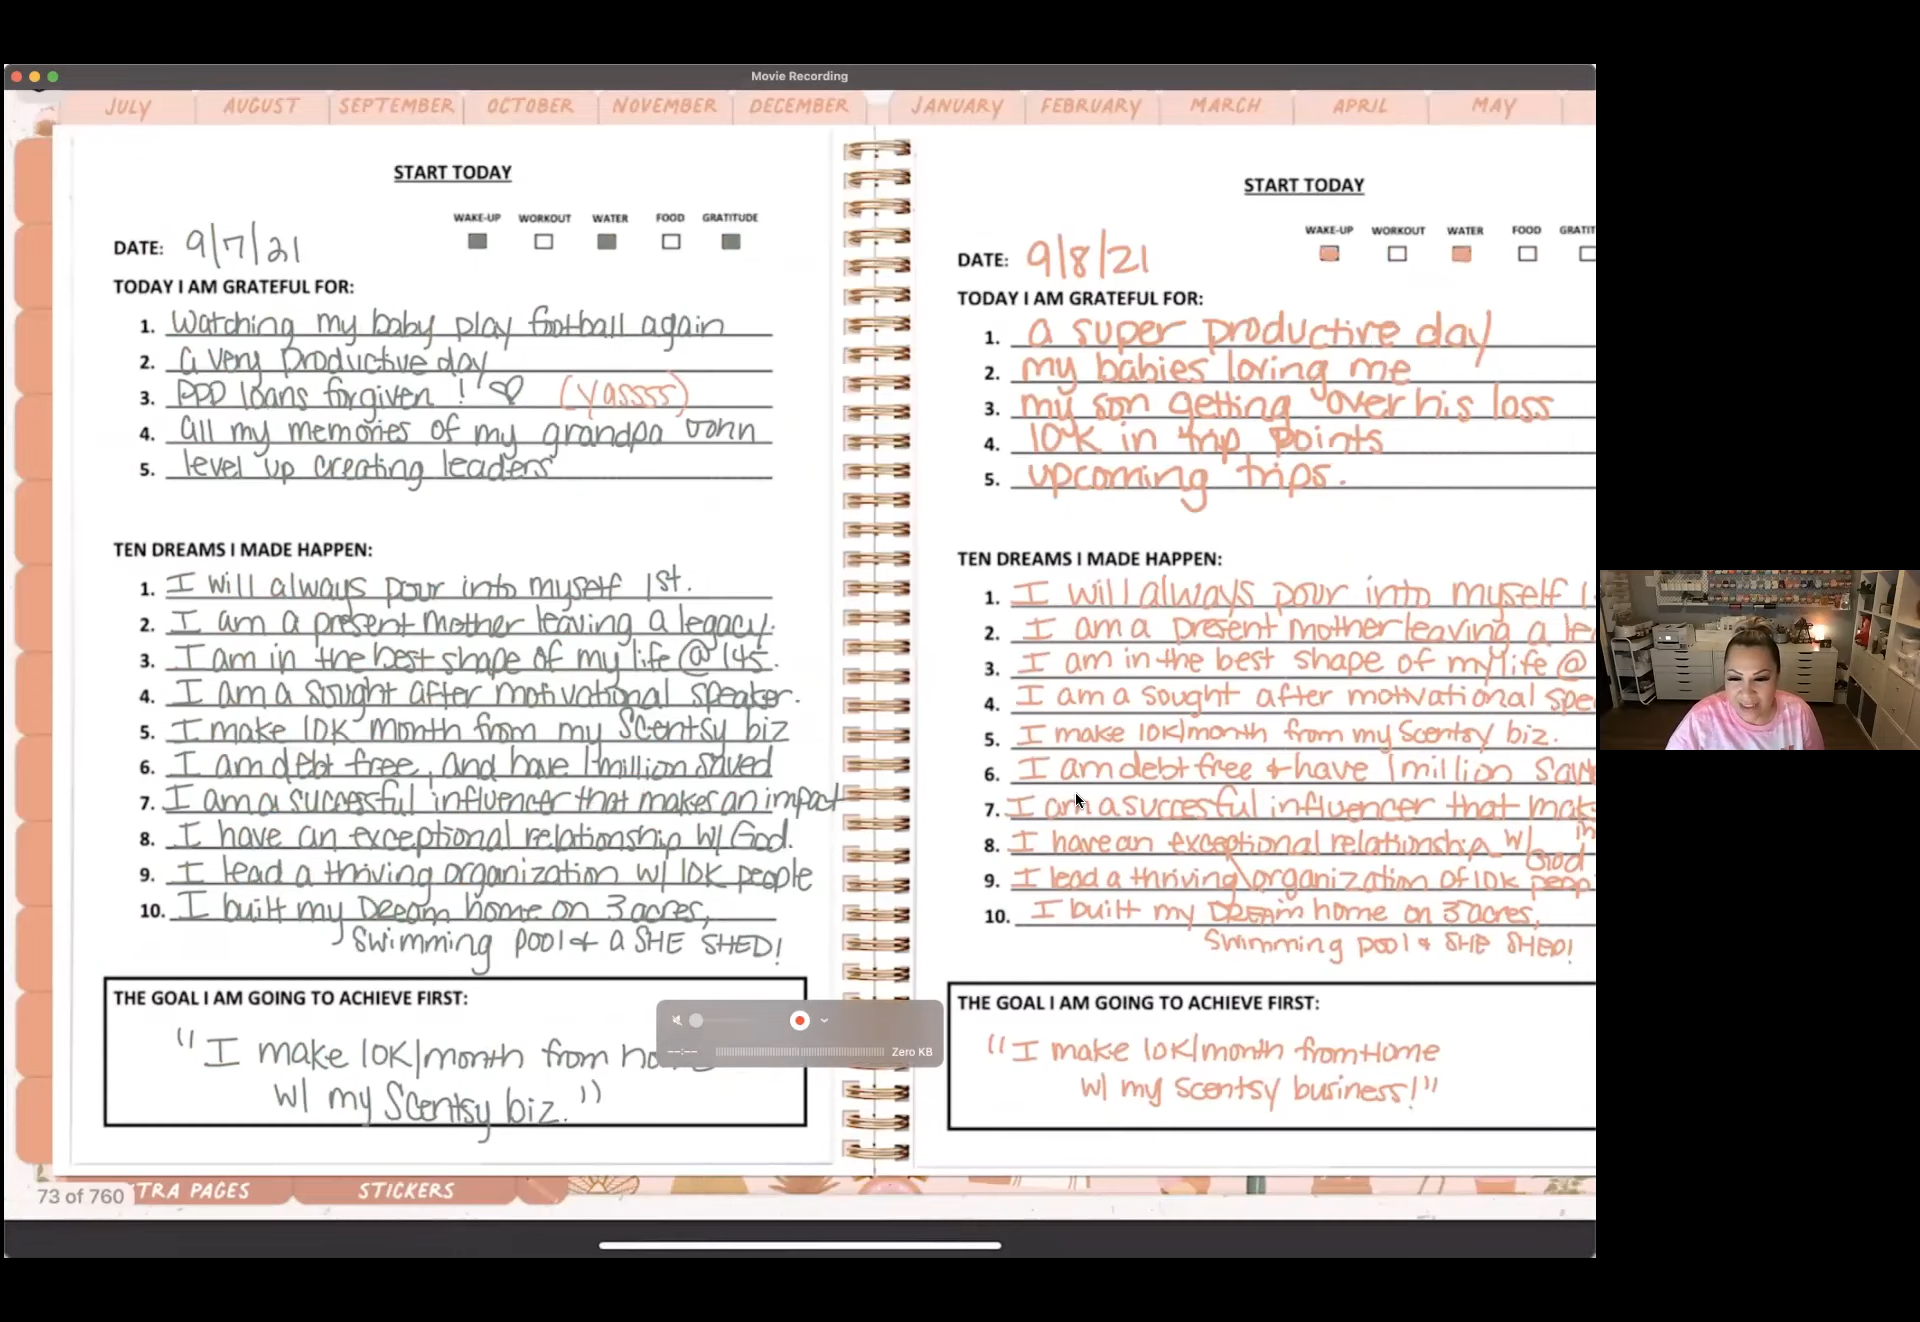 Movie Recording
JULY AUGUST SEPTEMBER OCTOBER NOVEMBER DECEMBER JANUARY FEBRUARY MARCH APRIL MAY
START TODAY
WAKE-UP WORKOUT WATER FOOD GRATITUDE
DATE: 9/7/21
TODAY I AM GRATEFUL FOR:
1. Watching my baby play football again
2. a very productive day
3. PPD loans forgiven ! (yassss)
4. all my memories of my grandpa John
5. level up creating leaders
TEN DREAMS I MADE HAPPEN:
1. I will always pour into myself 1st.
2. I am a present mother leaving a legacy.
3. I am in the best shape of my life @ 145.
4. I am a sought after motivational speaker.
5. I make 10K month from my Scentsy biz
6. I am debt free, and have 1 million saved
7. I am a successful influencer that makes an impact
8. I have an exceptional relationship w/ God.
9. I lead a thriving organization w/ 10K people
10. I built my Dream home on 3 acres,
swimming pool & a SHE SHED!
THE GOAL I AM GOING TO ACHIEVE FIRST:
"I make 10K/month from
w/ my Scentsy biz."
START TODAY
WAKE-UP WORKOUT WATER FOOD GRATIT
DATE: 9/8/21
TODAY I AM GRATEFUL FOR:
1. a super productive day
2. my babies loving me
3. my son getting over his loss
4. 10K in trip points
5. upcoming trips.
TEN DREAMS I MADE HAPPEN:
1. I will always pour into myself 1
2. I am a present mother leaving a le
3. I am in the best shape of my life @
4. I am a sought after motivational spe
5. I make 10K/month from my Scentsy biz.
6. I am debt free & have 1 million sav
7. I am a succesful influencer that mak
8. I have an exceptional relationship w/ God
9. I lead a thriving organization of 10K peop
10. I built my DREAM home on 3 acres,
swimming pool & SHE SHED!
THE GOAL I AM GOING TO ACHIEVE FIRST:
"I make 10K/month from Home
w/ my Scentsy business!"
--:-- Zero KB
73 of 760
TRA PAGES STICKERS